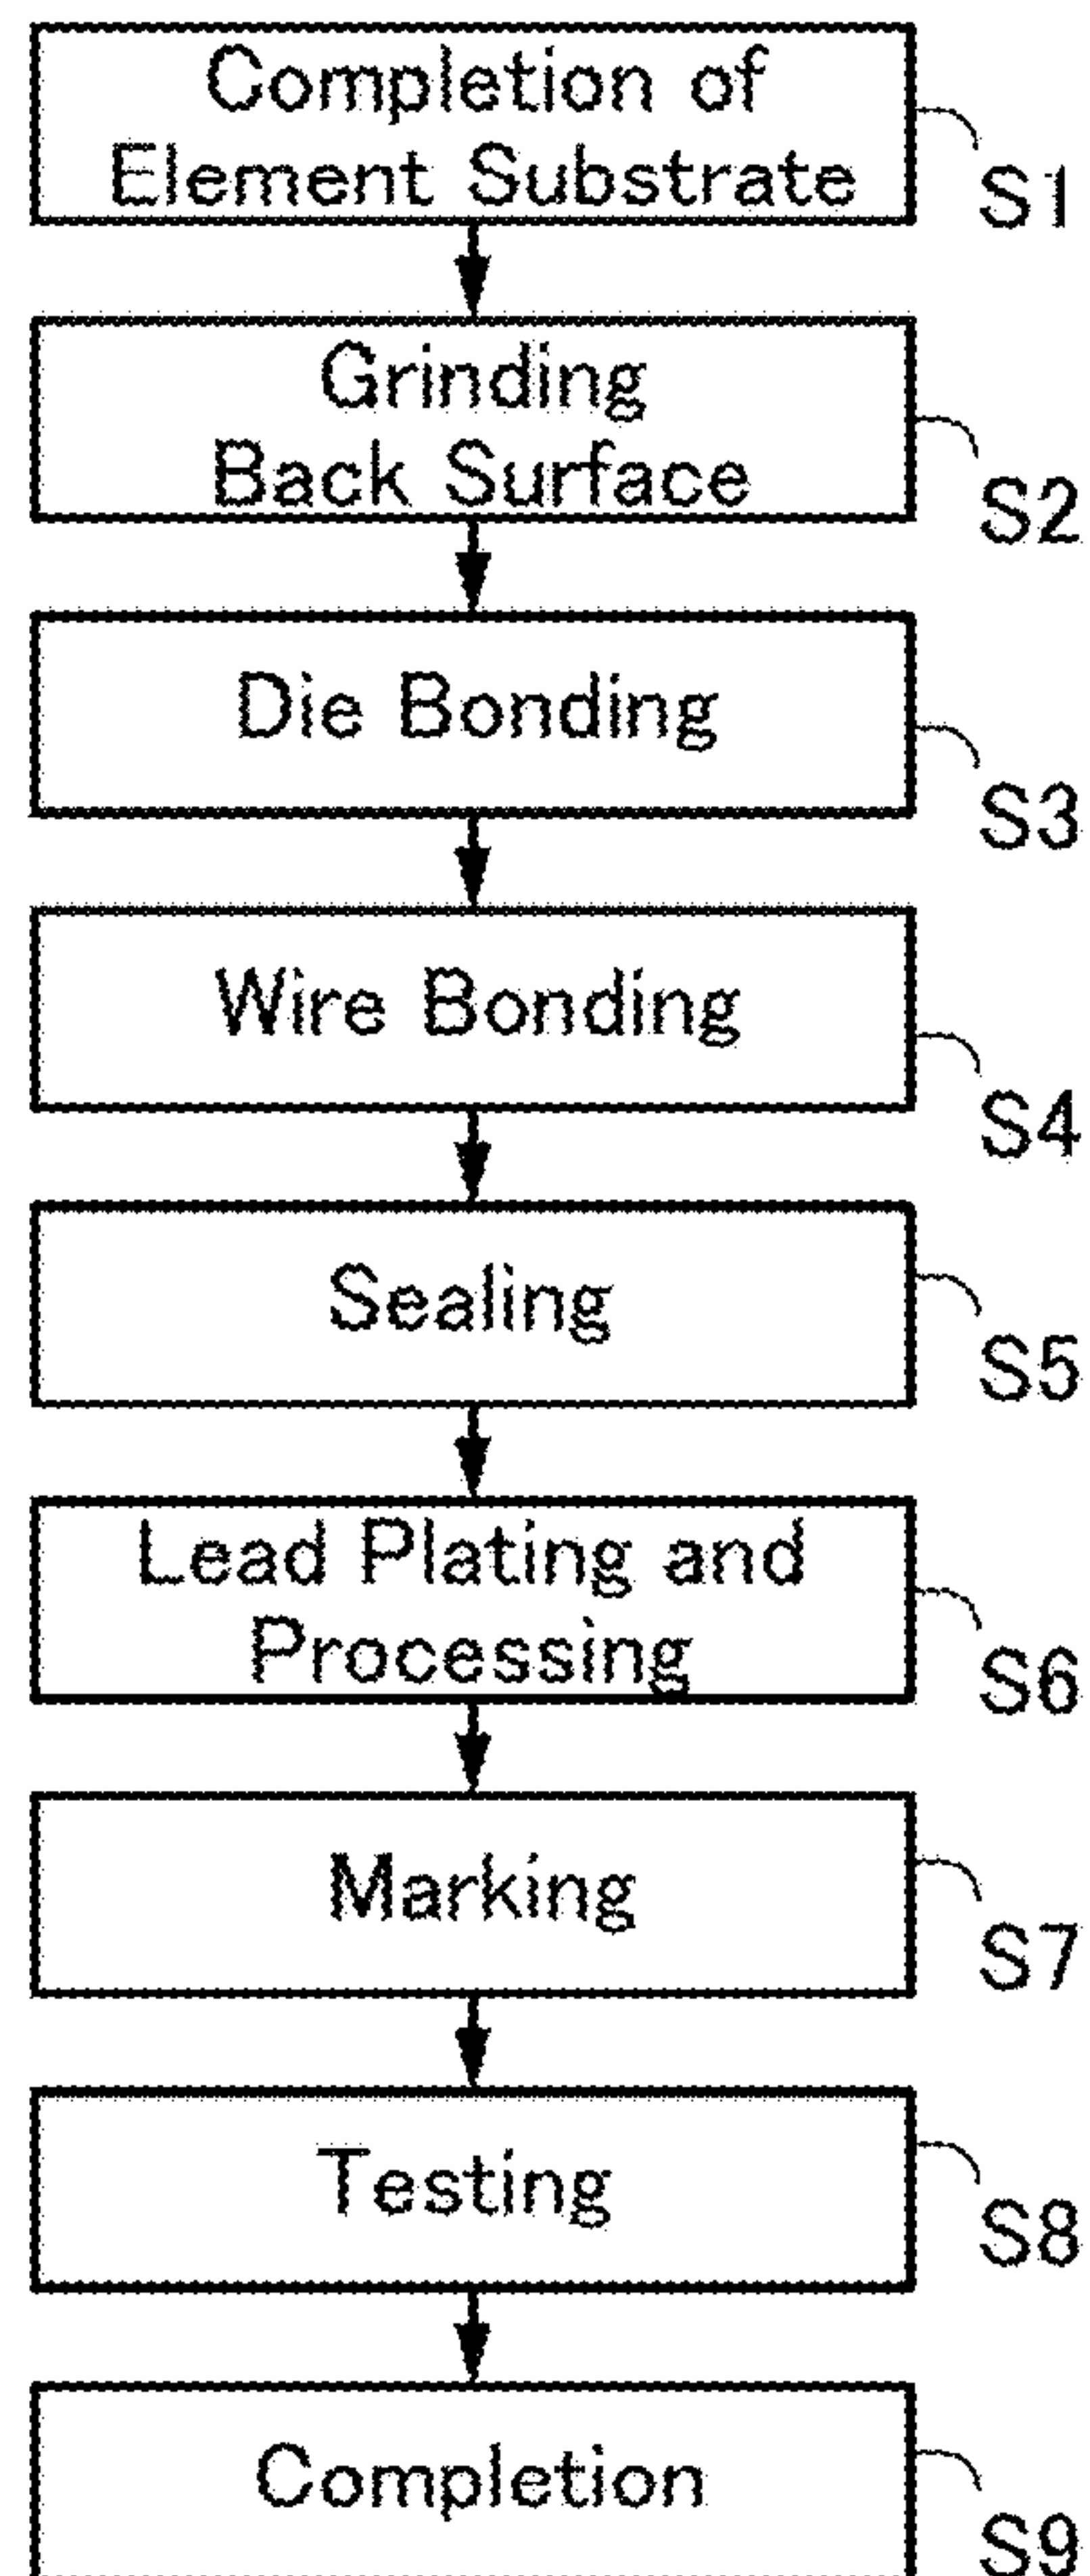 Completion of
Element Substrate
S1
Grinding
Back Surface
S2
Die Bonding
S3
Wire Bonding
S4
Sealing
S5
Lead Plating and
Processing
S6
Marking
S7
Testing
S8
Completion
S9